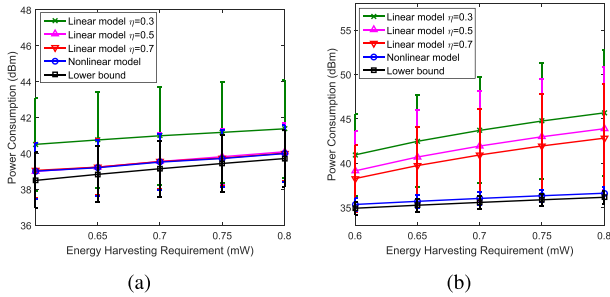 48
46
44
42
40
38
36
Power Consumption (dBm)
Linear model η=0.3
Linear model η=0.5
Linear model η=0.7
Nonlinear model
Lower bound
0.65 0.7 0.75 0.8
Energy Harvesting Requirement (mW)
(a)
55
50
45
40
35
Power Consumption (dBm)
Linear model η=0.3
Linear model η=0.5
Linear model η=0.7
Nonlinear model
Lower bound
0.6 0.65 0.7 0.75 0.8
Energy Harvesting Requirement (mW)
(b)